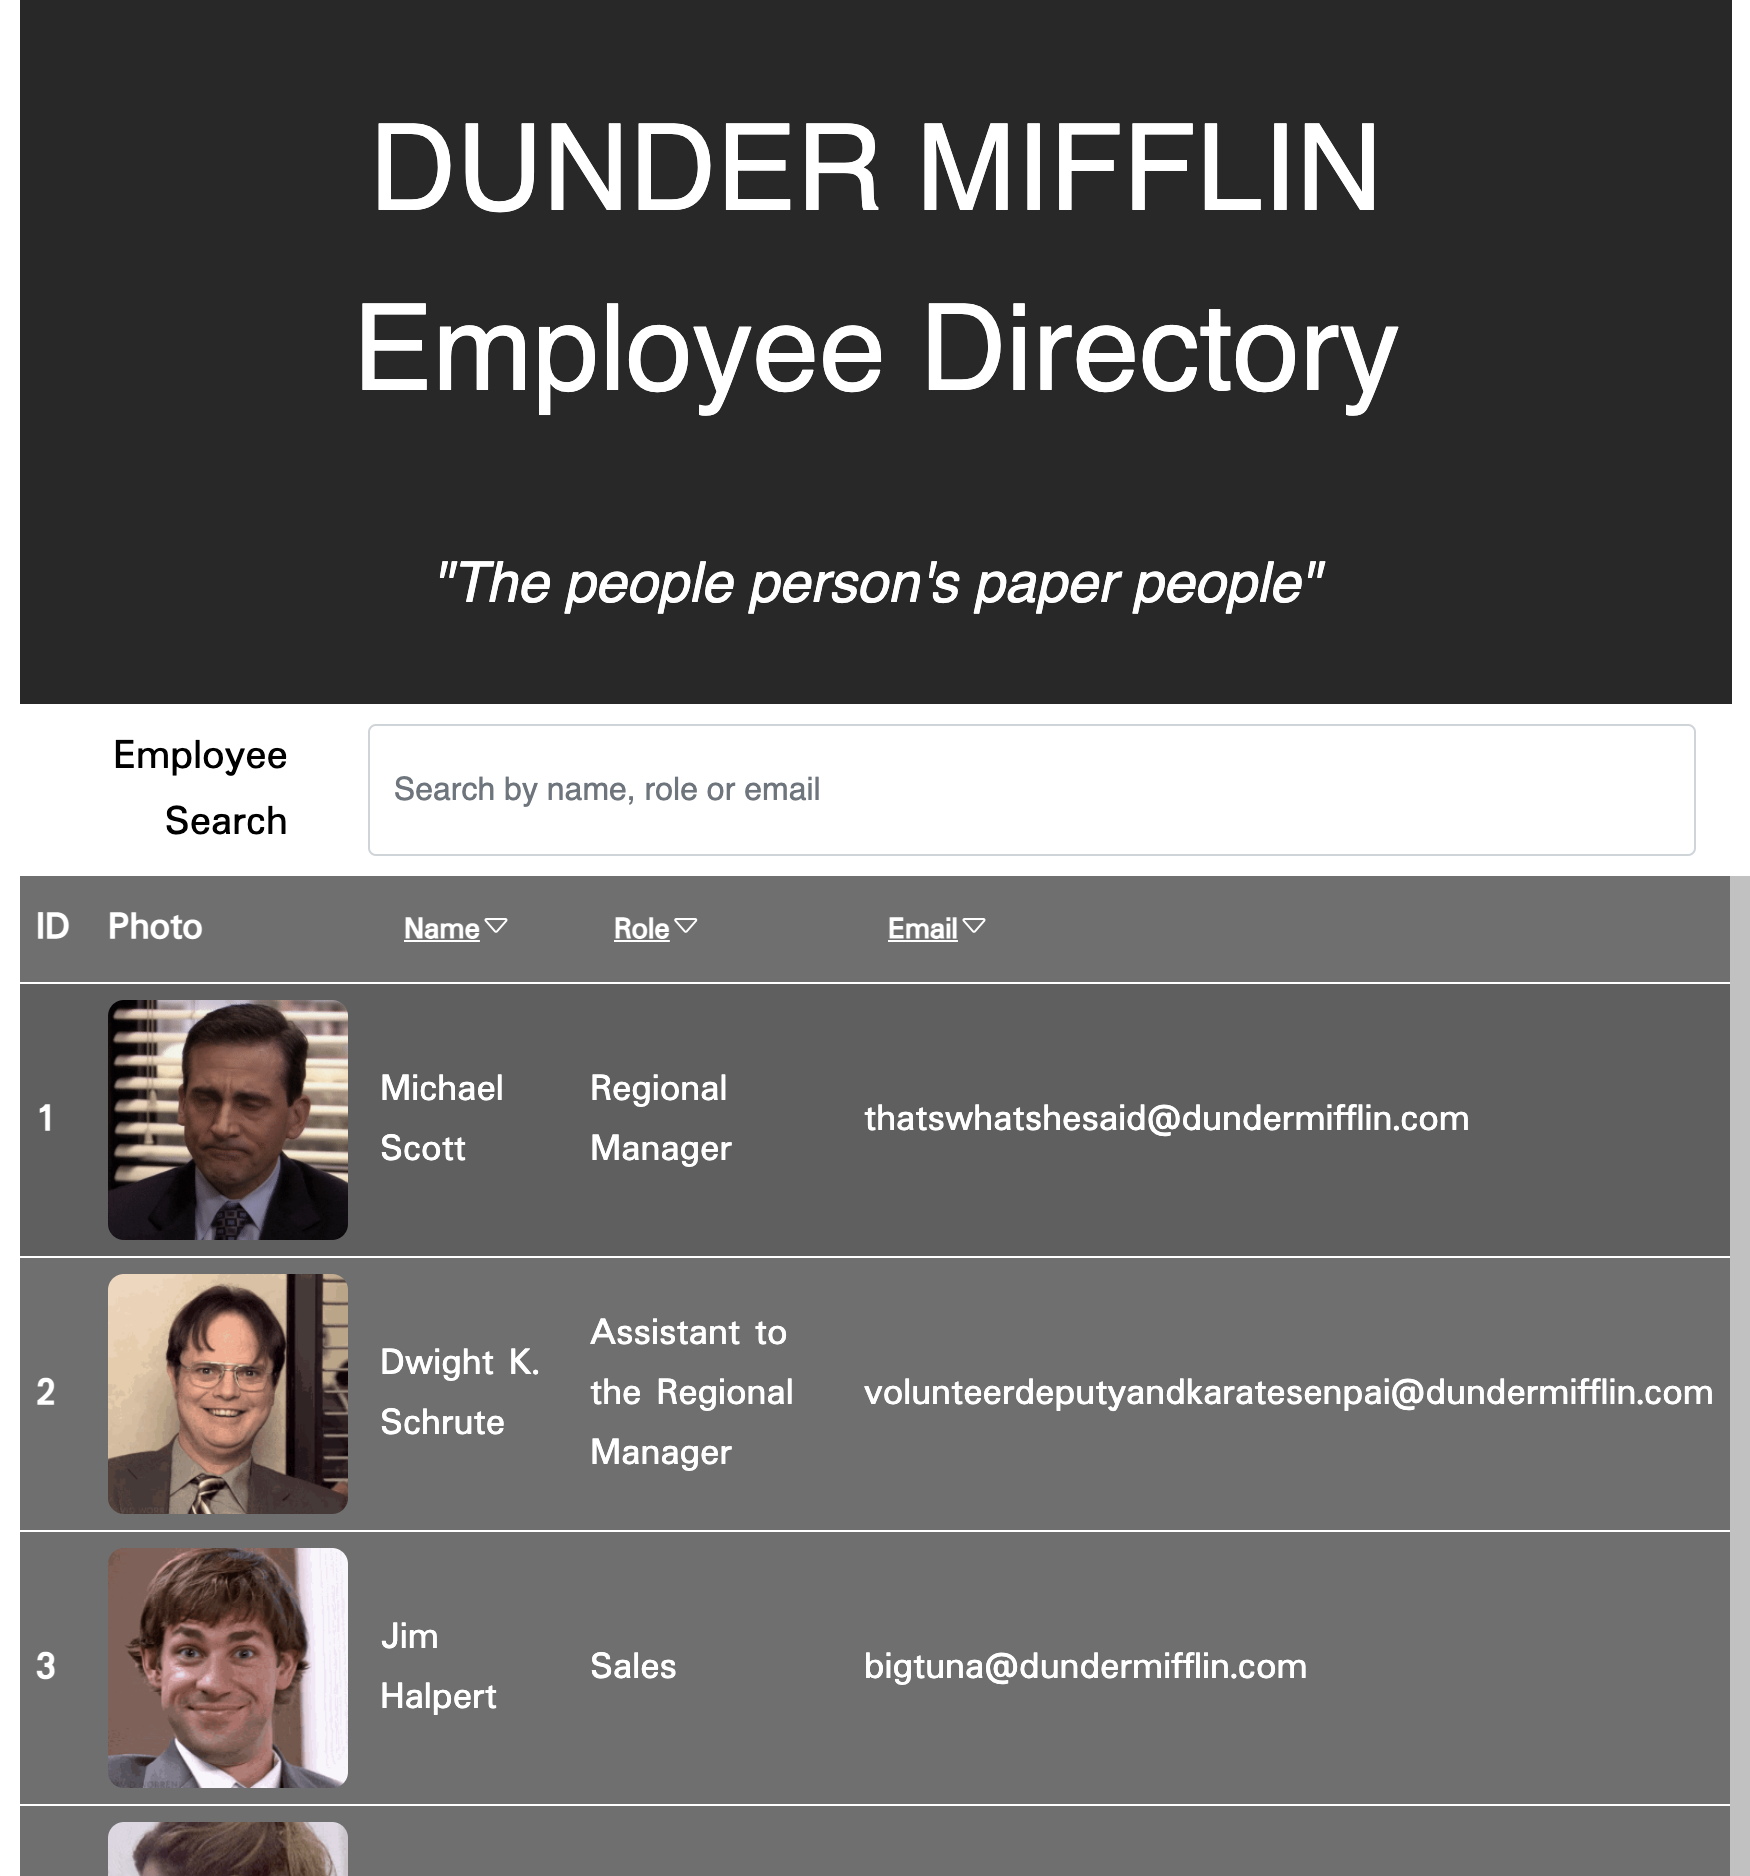 DUNDER MIFFLIN
Employee Directory
"The people person's paper people"
Employee
Search
Search by name, role or email
ID Photo Name Role Email
1
Michael
Scott
Regional
Manager
thatswhatshesaid@dundermifflin.com
2
Dwight K.
Schrute
Assistant to
the Regional
Manager
volunteerdeputyandkaratesenpai@dundermifflin.com
3
Jim
Halpert
Sales
bigtuna@dundermifflin.com